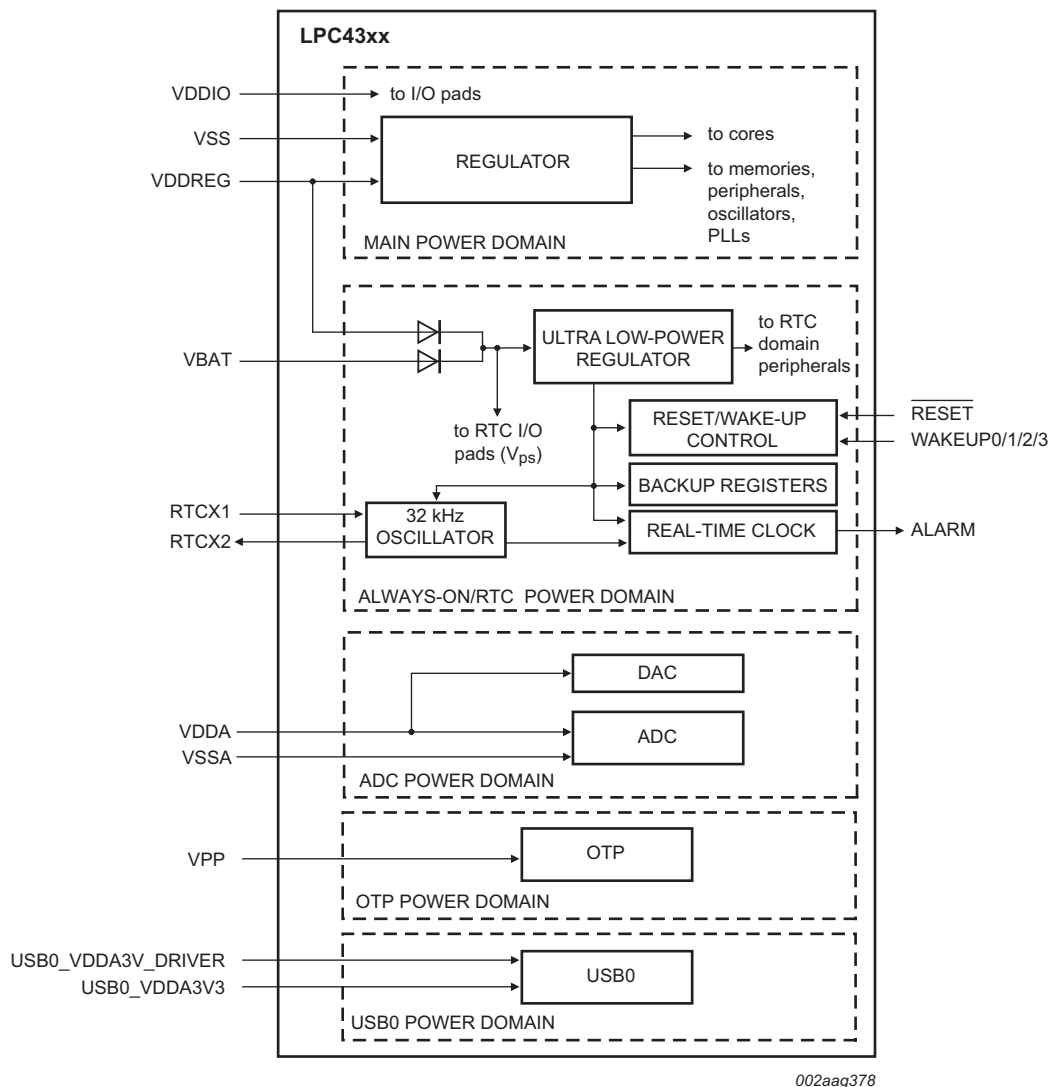 LPC43xx
VDDIO
to I/O pads
VSS
VDDREG
REGULATOR
to cores
to memories,
peripherals,
oscillators,
PLLs
MAIN POWER DOMAIN
VBAT
ULTRA LOW-POWER
REGULATOR
to RTC
domain
peripherals
to RTC I/O
pads (Vps)
RESET/WAKE-UP
CONTROL
RESET
WAKEUP0/1/2/3
BACKUP REGISTERS
RTCX1
RTCX2
32 kHz
OSCILLATOR
REAL-TIME CLOCK
ALARM
ALWAYS-ON/RTC POWER DOMAIN
DAC
VDDA
VSSA
ADC
ADC POWER DOMAIN
VPP
OTP
OTP POWER DOMAIN
USB0_VDDA3V_DRIVER
USB0_VDDA3V3
USB0
USB0 POWER DOMAIN
002aag378